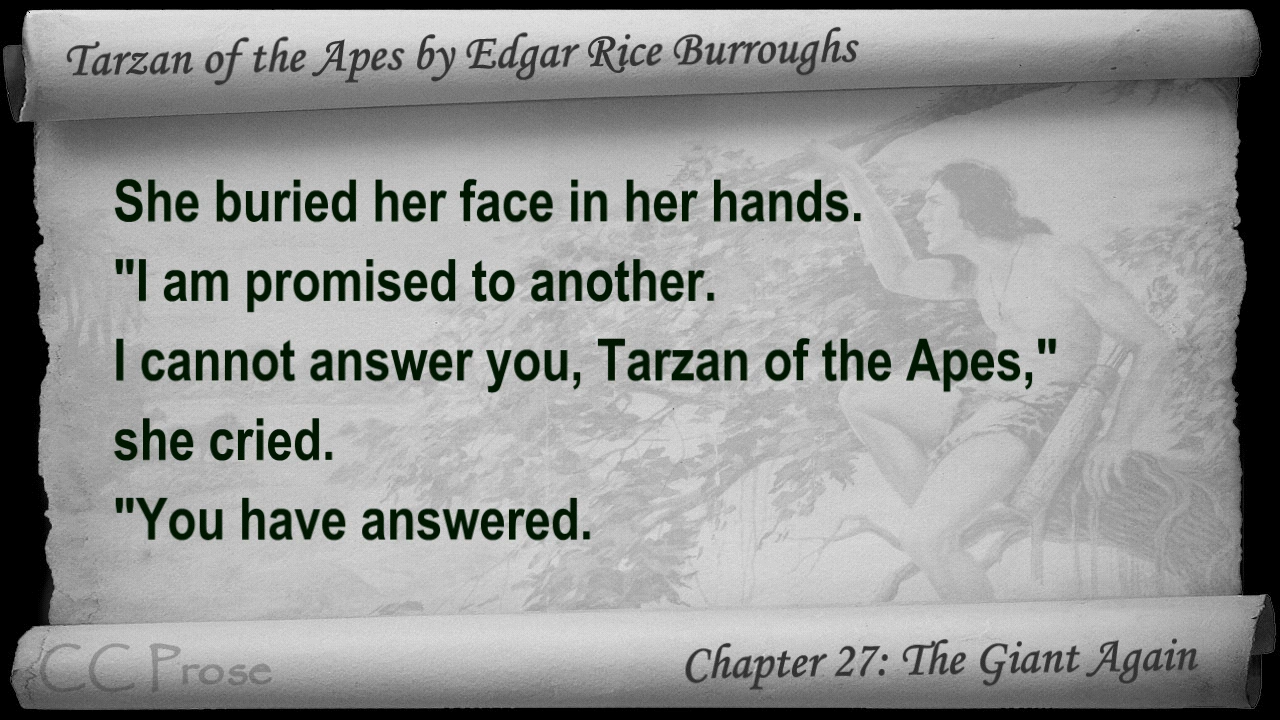 Tarzan of the Apes by Edgar Rice Burroughs
She buried her face in her hands.
"I am promised to another.
I cannot answer you, Tarzan of the Apes,"
she cried.
"You have answered.
CC Prose
Chapter 27: The Giant Again